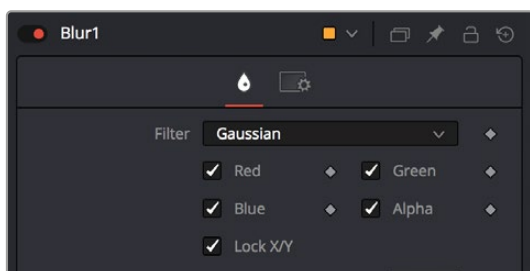 Blur1
Filter Gaussian
Red Green
Blue Alpha
Lock X/Y